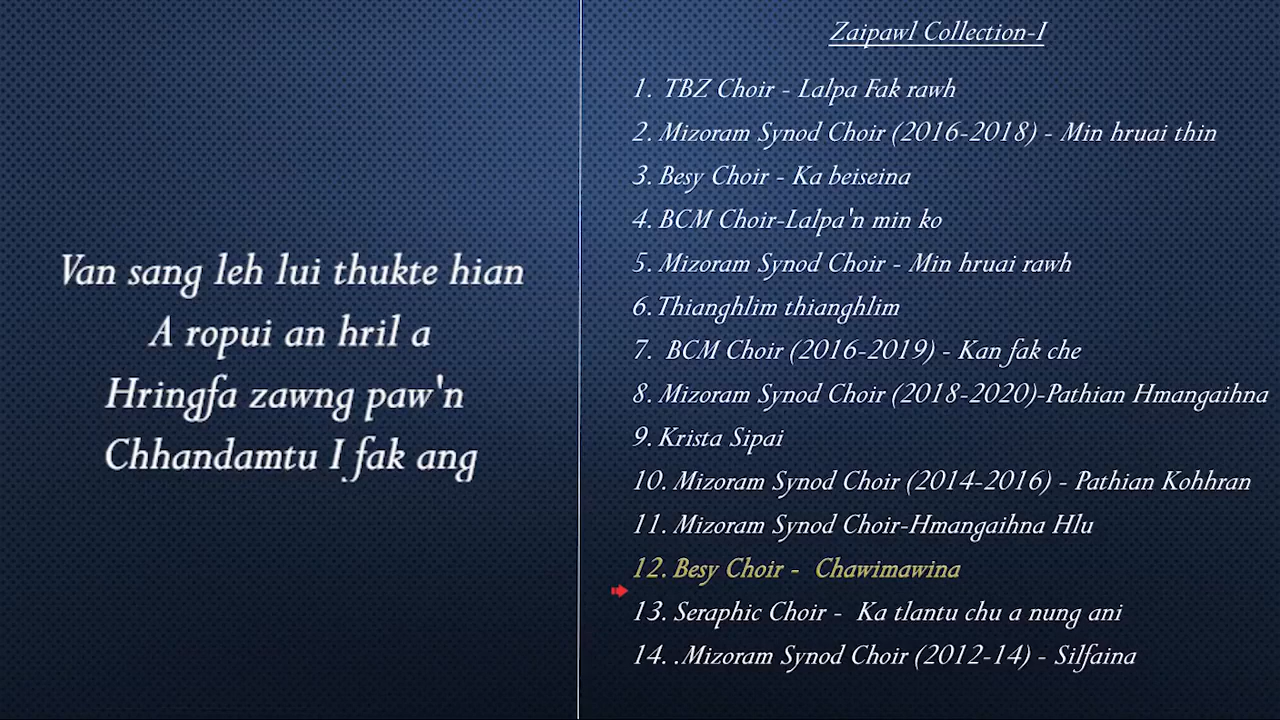 Van sang leh lui thukte hian
A ropui an hril a
Hringfa zawng paw'n
Chhandamtu I fak ang
Zaipawl Collection-I
1. TBZ Choir - Lalpa Fak rawh
2. Mizoram Synod Choir (2016-2018) - Min hruai thin
3. Besy Choir - Ka beiseina
4. BCM Choir-Lalpa'n min ko
5. Mizoram Synod Choir - Min hruai rawh
6. Thianghlim thianghlim
7. BCM Choir (2016-2019) - Kan fak che
8. Mizoram Synod Choir (2018-2020)-Pathian Hmangaihna
9. Krista Sipai
10. Mizoram Synod Choir (2014-2016) - Pathian Kohhran
11. Mizoram Synod Choir-Hmangaihna Hlu
12. Besy Choir - Chawimawina
13. Seraphic Choir - Ka tlantu chu a nung ani
14. .Mizoram Synod Choir (2012-14) - Silfaina